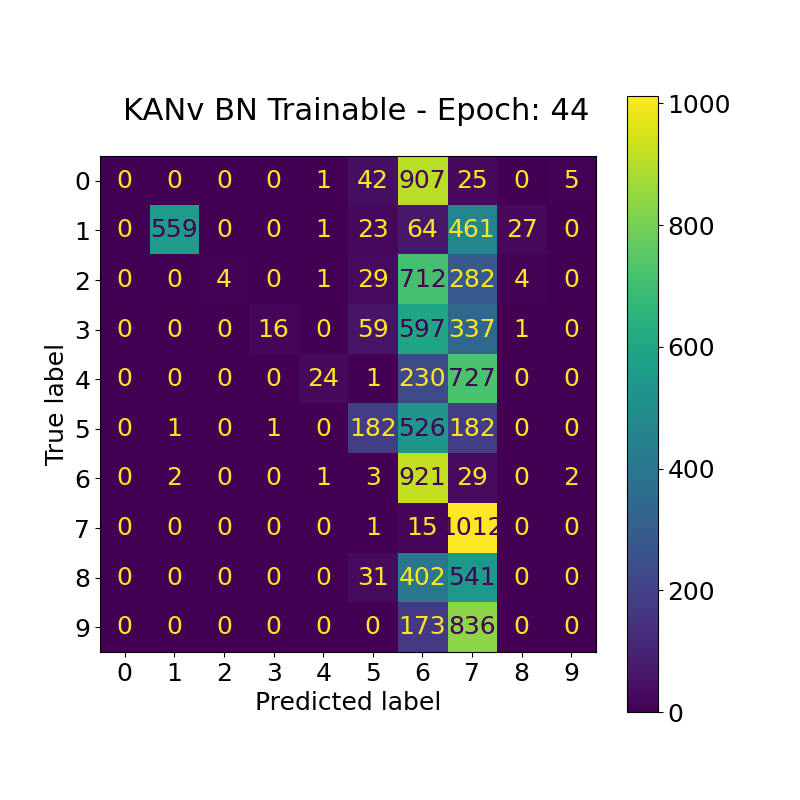 KANv BN Trainable - Epoch: 44
0 0 0 0 0 1 42 907 25 0 5
1 0 559 0 0 1 23 64 461 27 0
2 0 0 4 0 1 29 712 282 4 0
3 0 0 0 16 0 59 597 337 1 0
4 0 0 0 0 24 1 230 727 0 0
5 0 1 0 1 0 182 526 182 0 0
6 0 2 0 0 1 3 921 29 0 2
7 0 0 0 0 0 1 15 1012 0 0
8 0 0 0 0 0 31 402 541 0 0
9 0 0 0 0 0 0 173 836 0 0
0 1 2 3 4 5 6 7 8 9
Predicted label
True label
1000
800
600
400
200
0